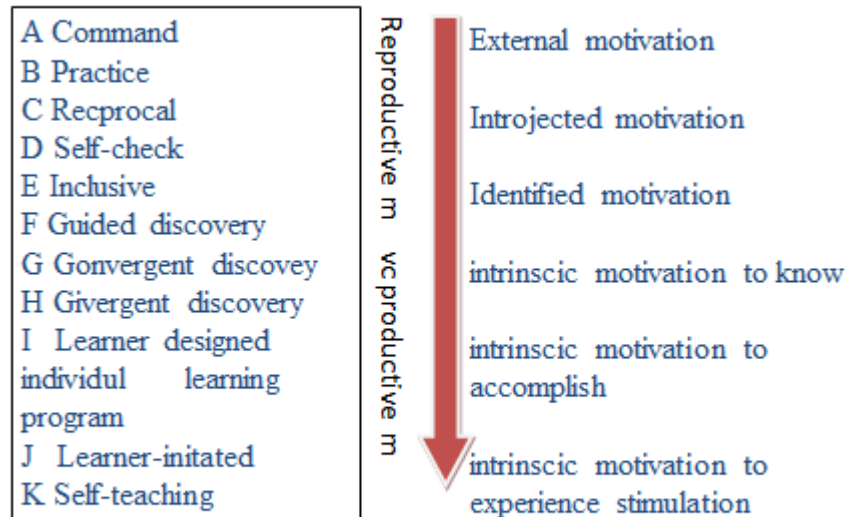 A Command
B Practice
C Recprocal
D Self-check
E Inclusive
F Guided discovery
G Gonvergent discovey
H Givergent discovery
I Learner designed
individul learning
program
J Learner-initated
K Self-teaching
Reproductive m vc productive m
External motivation
Introjected motivation
Identified motivation
intrinscic motivation to know
intrinscic motivation to
accomplish
intrinscic motivation to
experience stimulation